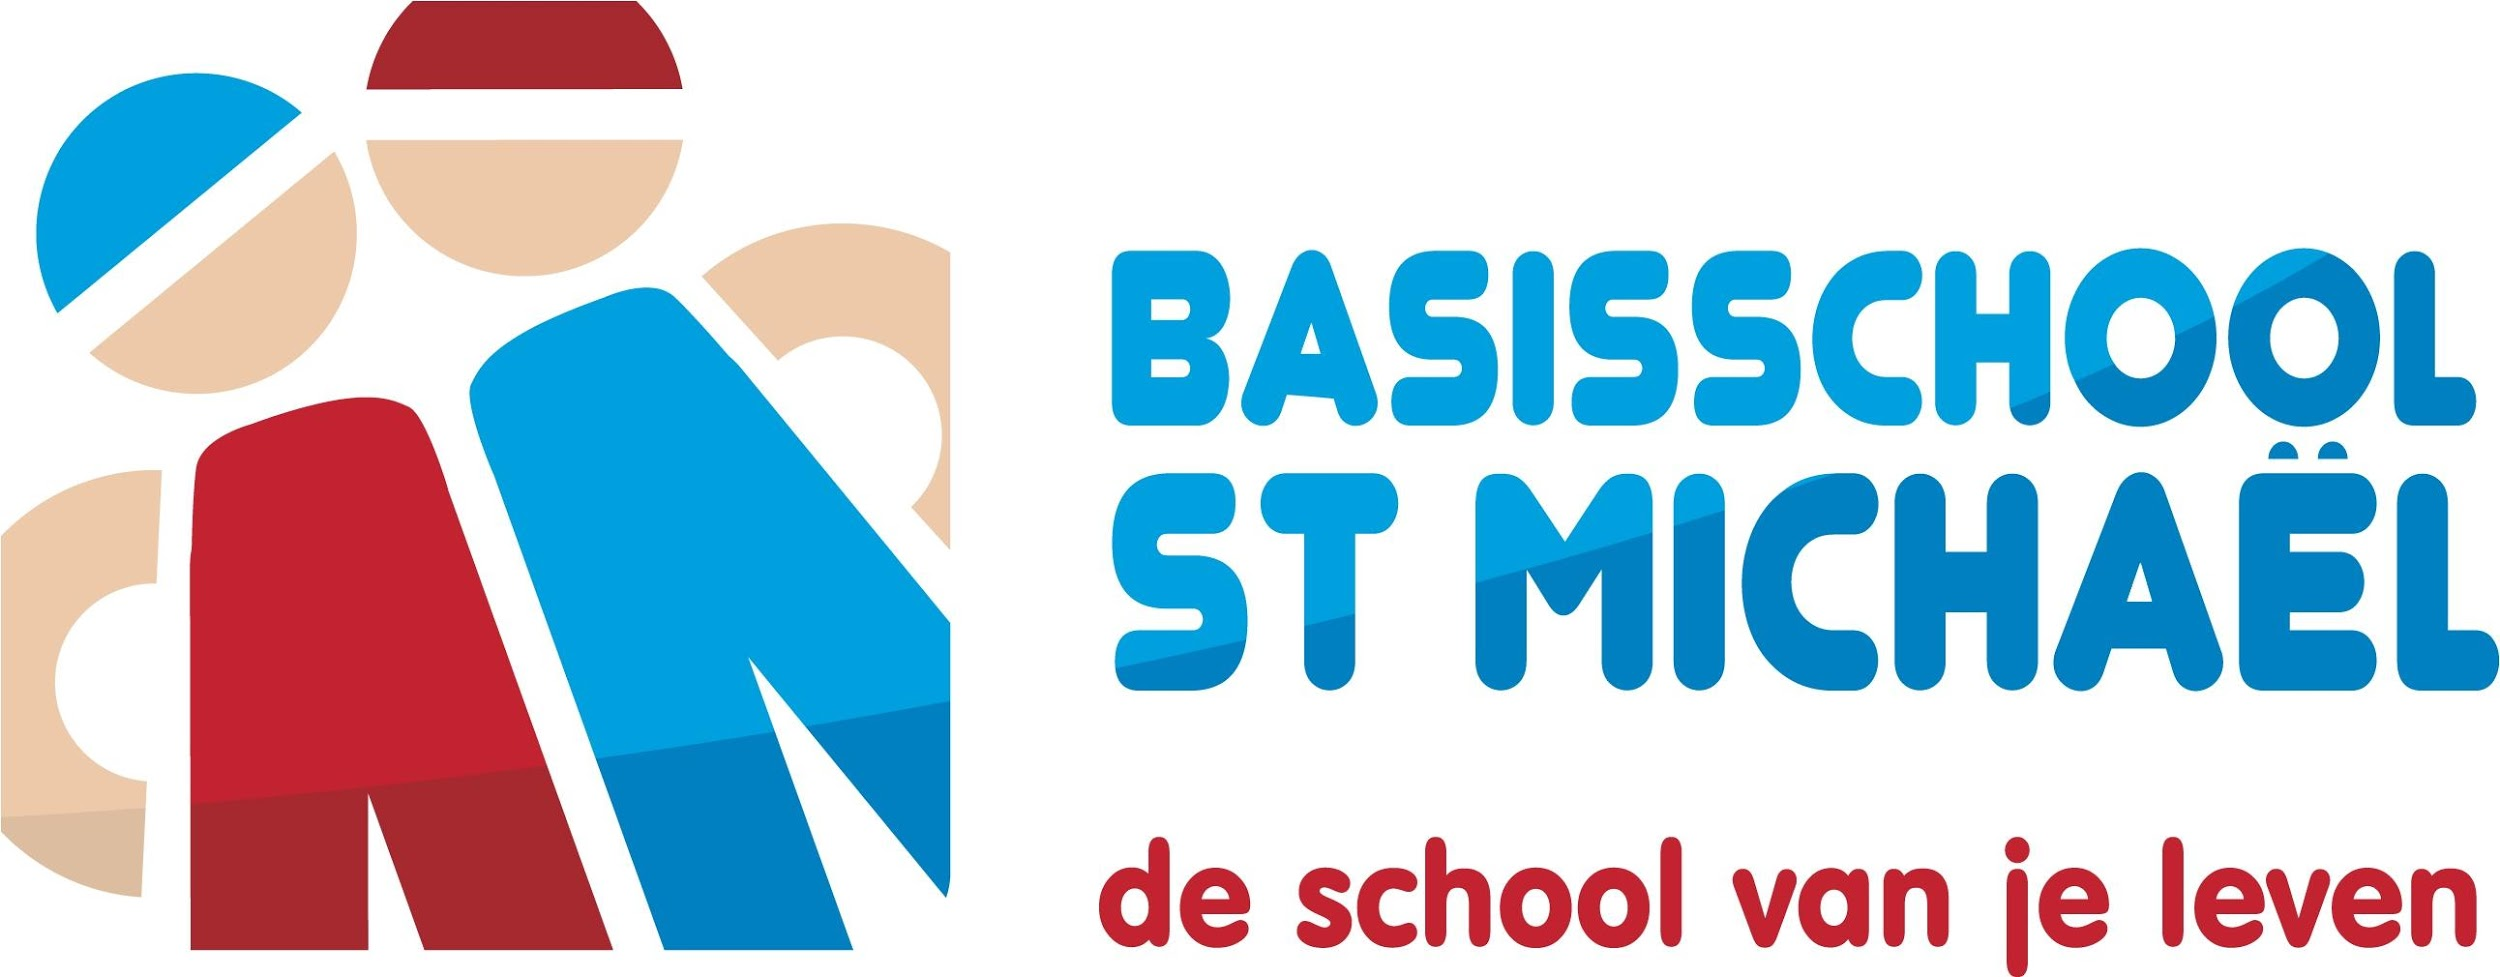 BASISSCHOOL
ST MICHAËL
de school van je leven